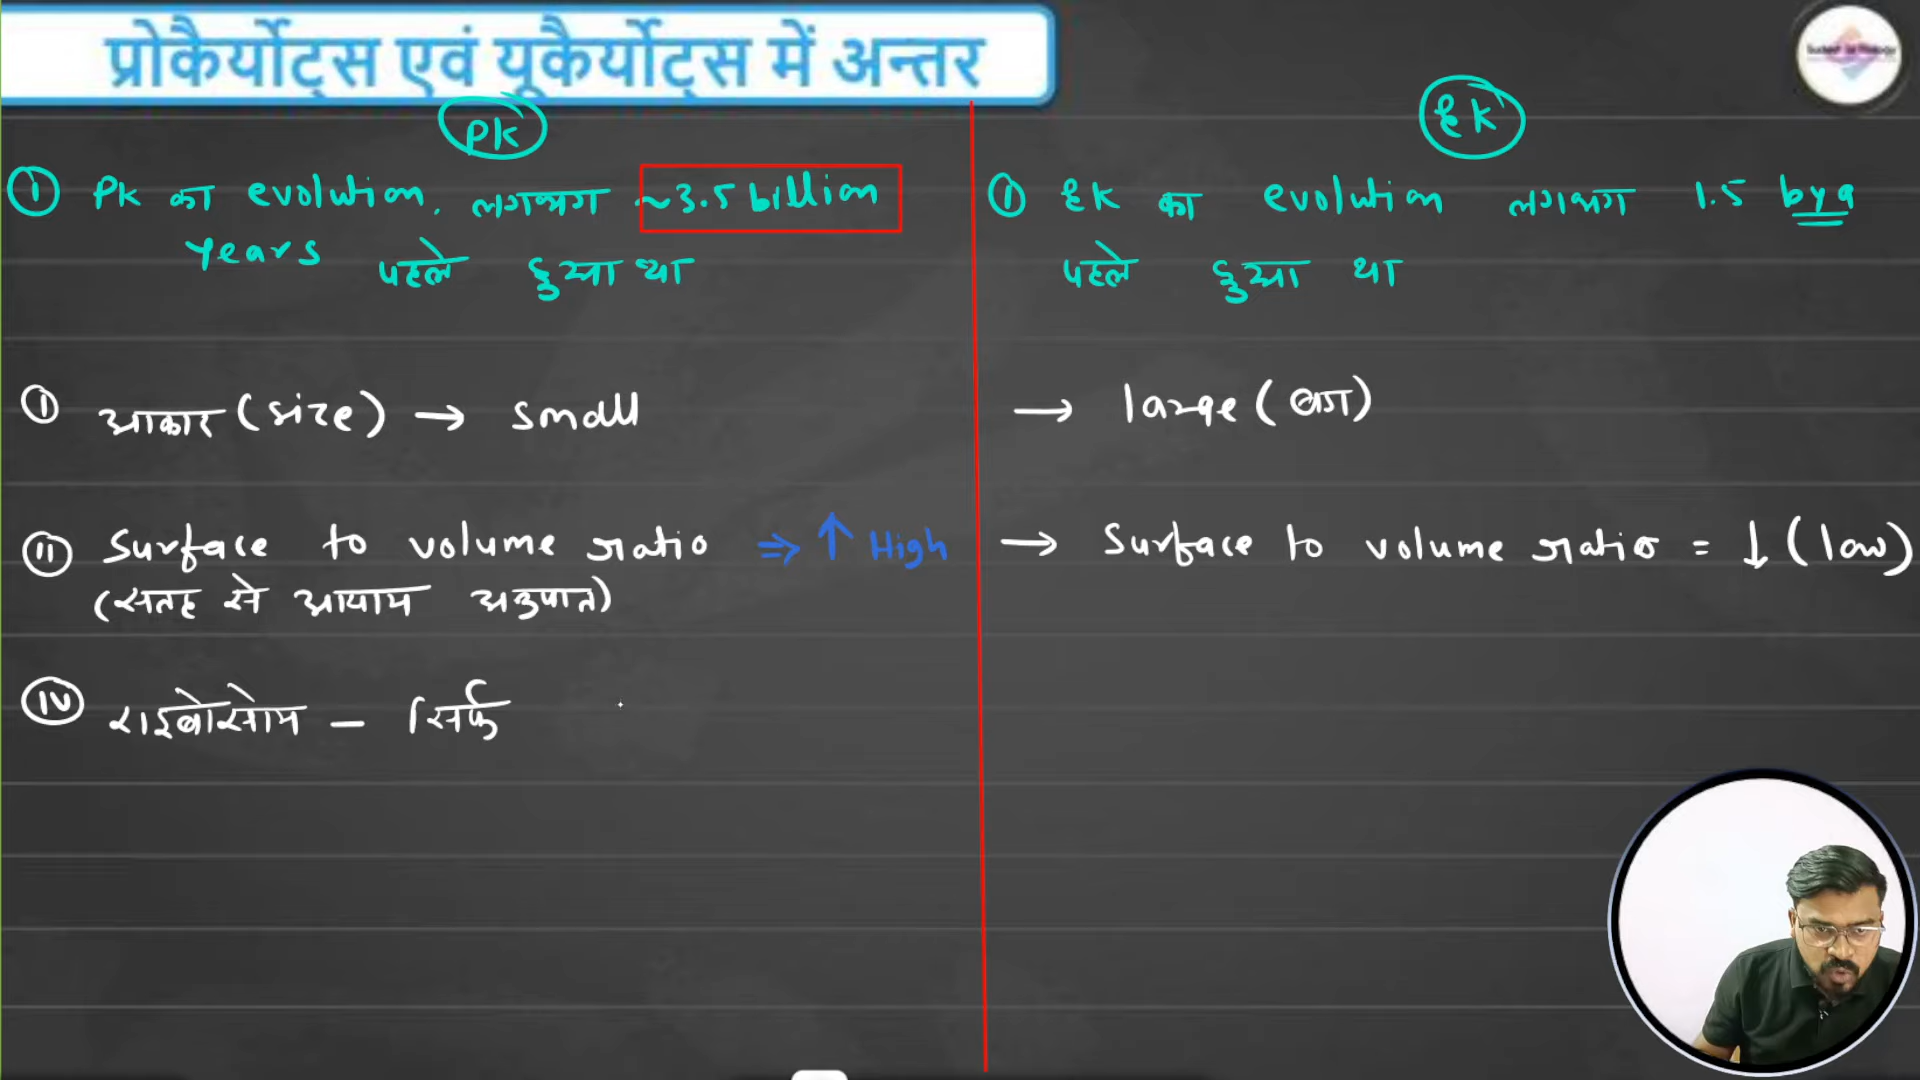 प्रोकैर्योट्स एवं यूकैर्योट्स में अन्तर
PK
① PK का evolution, लगभग ~3.5 billion
years पहले हुआ था
① आकार (size) → small
⑪ Surface to volume ratio ⇒ ↑ High
(सतह से आयाम अनुपात)
Ⓘⓥ राइबोसोम – सिर्फ
EK
① EK का evolution लगभग 1.5 bya
पहले हुआ था
→ large ( )
→ Surface to volume ratio = ↓ (low)